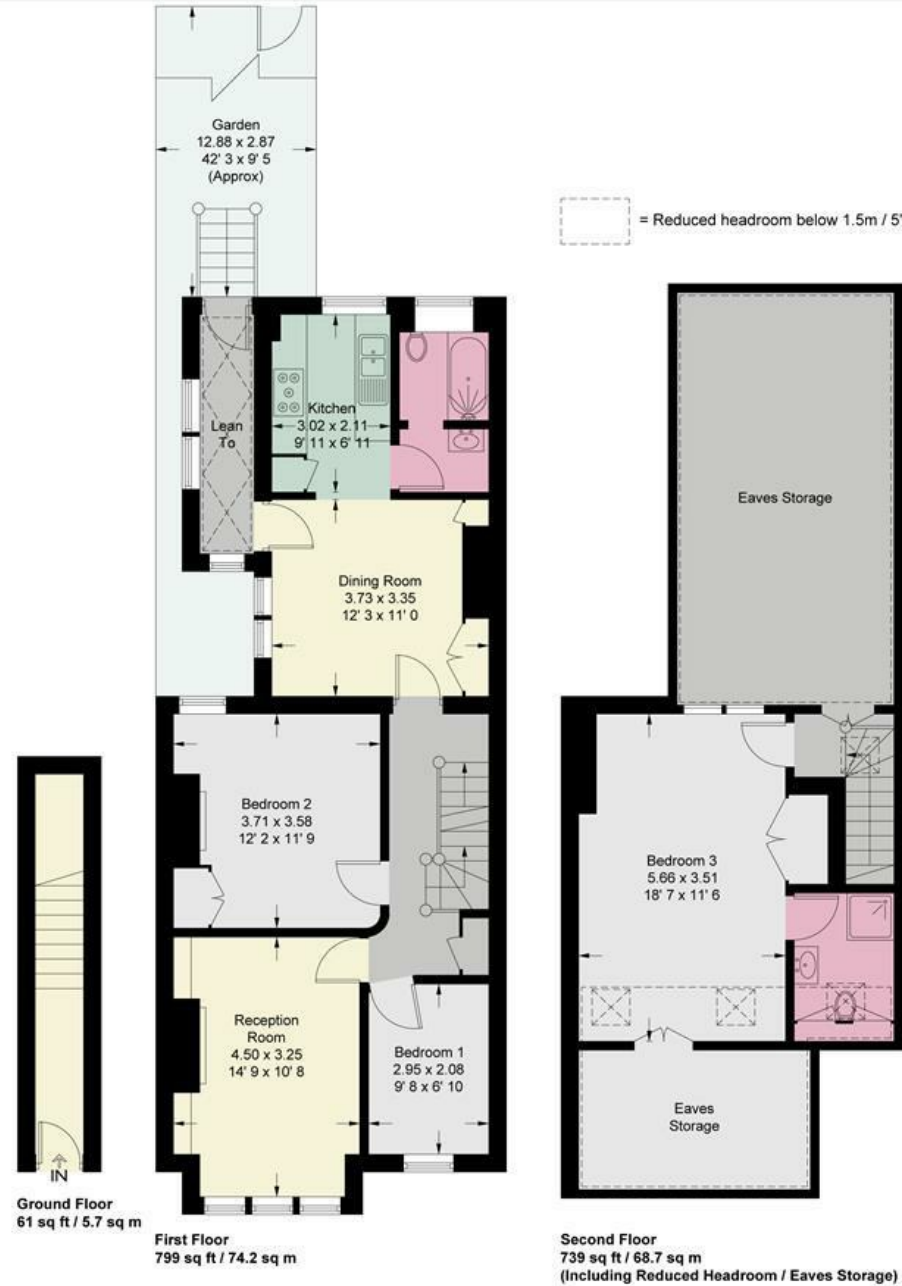 Garden
12.88 x 2.87
42' 3 x 9' 5
(Approx)
= Reduced headroom below 1.5m / 5'
Kitchen
3.02 x 2.11
9' 11 x 6' 11
Lean
To
Dining Room
3.73 x 3.35
12' 3 x 11' 0
Eaves Storage
Bedroom 2
3.71 x 3.58
12' 2 x 11' 9
Bedroom 3
5.66 x 3.51
18' 7 x 11' 6
Reception
Room
4.50 x 3.25
14' 9 x 10' 8
Bedroom 1
2.95 x 2.08
9' 8 x 6' 10
Eaves
Storage
IN
Ground Floor
61 sq ft / 5.7 sq m
First Floor
799 sq ft / 74.2 sq m
Second Floor
739 sq ft / 68.7 sq m
(Including Reduced Headroom / Eaves Storage)